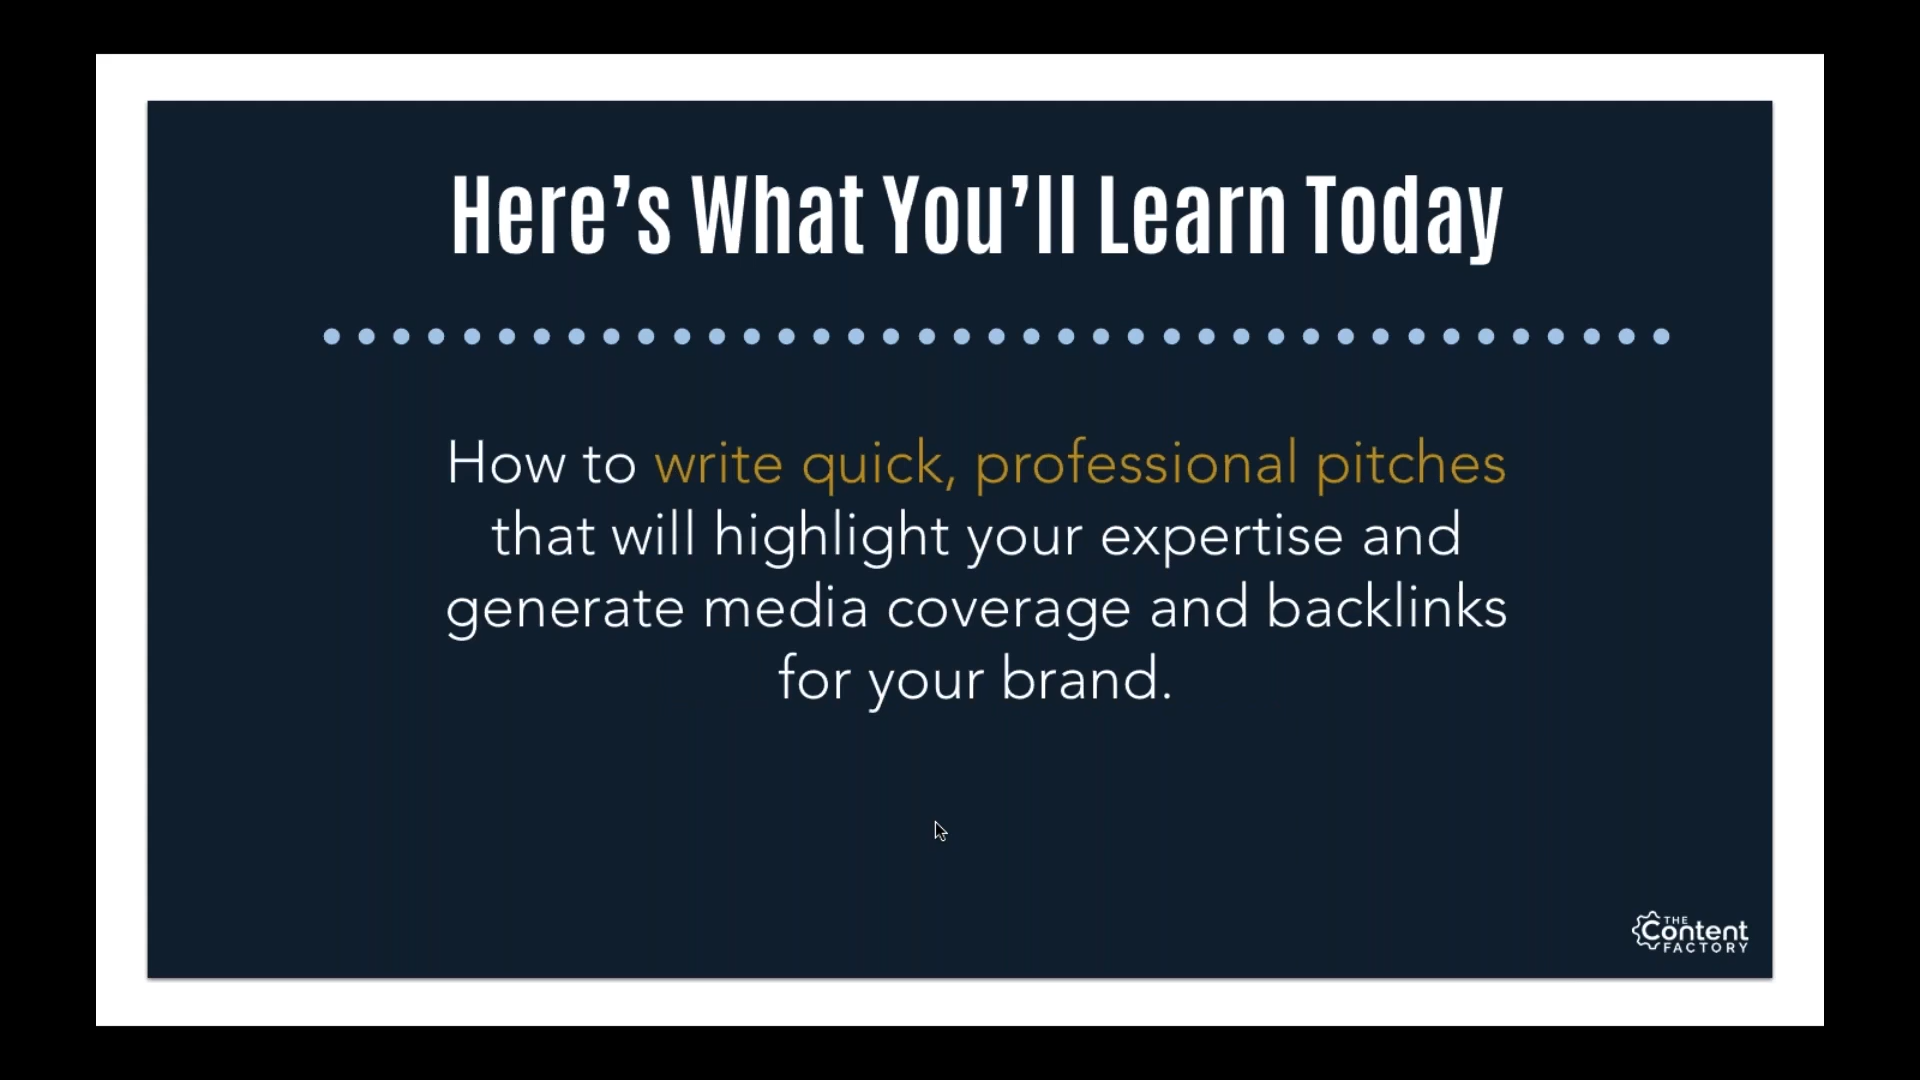 Here’s What You’ll Learn Today
How to write quick, professional pitches
that will highlight your expertise and
generate media coverage and backlinks
for your brand.
THE
Content
FACTORY